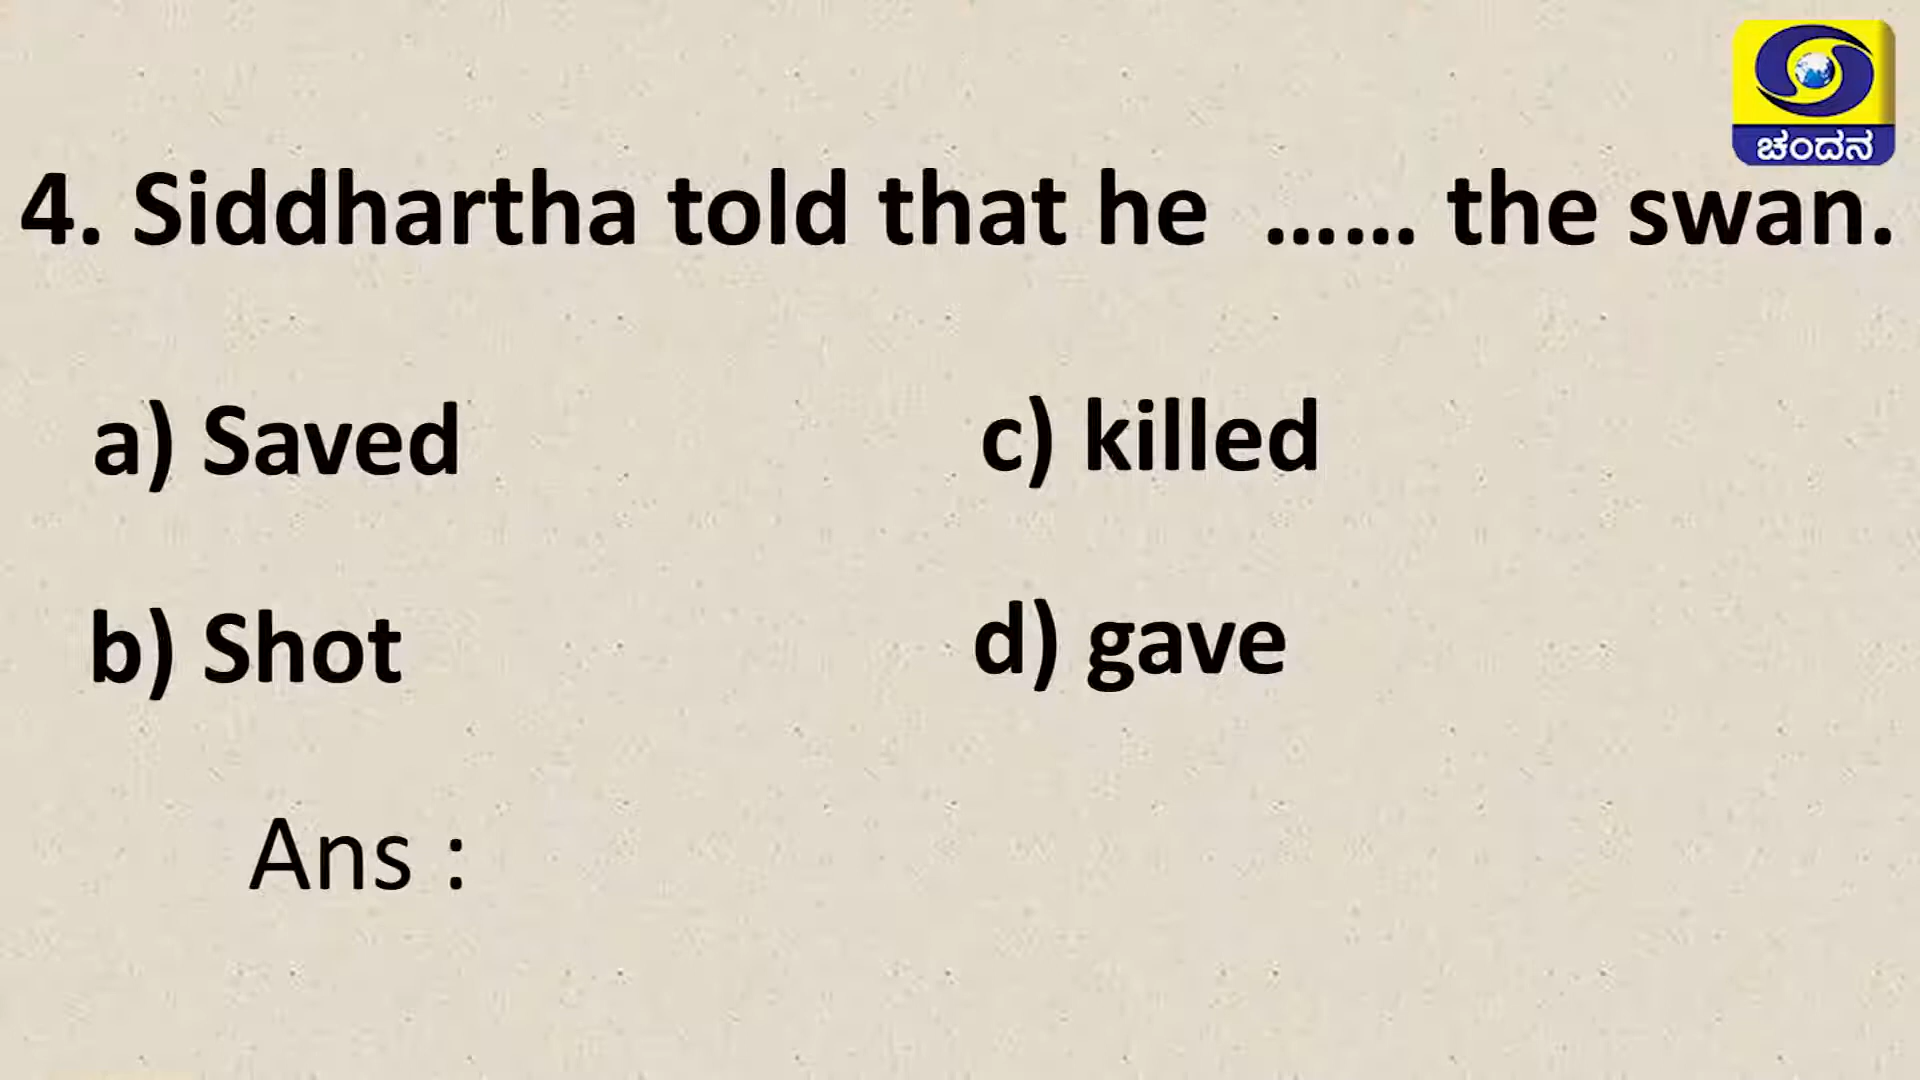 ಚಂದನ
4. Siddhartha told that he …… the swan.
a) Saved
c) killed
b) Shot
d) gave
Ans :